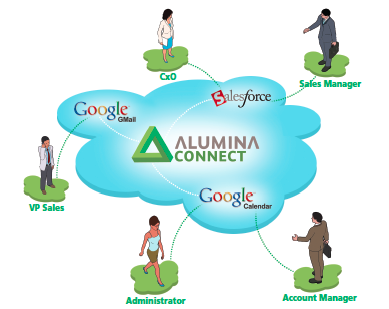 CxO
Sales Manager
Salesforce
Google
GMail
ALUMINA
CONNECT
VP Sales
Google
Calendar
Administrator
Account Manager